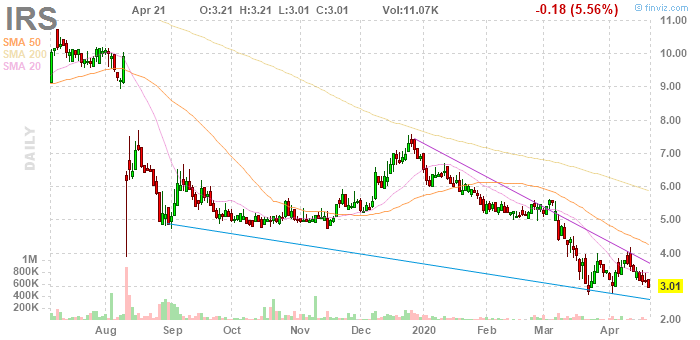 IRS
Apr 21 O:3.21 H:3.21 L:3.01 C:3.01 Vol:11.07K -0.18 (5.56%)
© finviz.com
SMA 50
SMA 200
SMA 20
DAILY
11.00
10.00
9.00
8.00
7.00
6.00
5.00
4.00
3.01
2.00
1M
800K
600K
400K
200K
Aug Sep Oct Nov Dec 2020 Feb Mar Apr